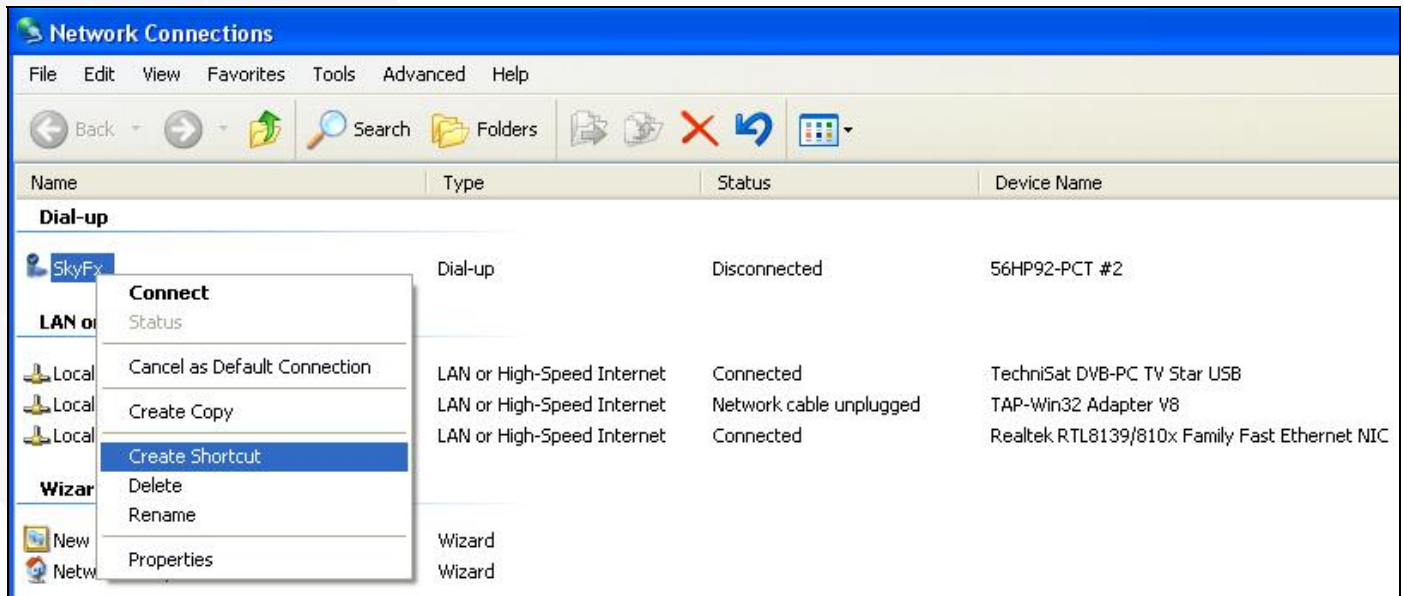 Network Connections
File Edit View Favorites Tools Advanced Help
Back Search Folders
Name Type Status Device Name
Dial-up
SkyFx Dial-up Disconnected 56HP92-PCT #2
Connect
LAN or
Status
Cancel as Default Connection
Local LAN or High-Speed Internet Connected TechniSat DVB-PC TV Star USB
Local Create Copy LAN or High-Speed Internet Network cable unplugged TAP-Win32 Adapter V8
Local LAN or High-Speed Internet Connected Realtek RTL8139/810x Family Fast Ethernet NIC
Create Shortcut
Delete
Rename
New Wizard
Properties
Netw Wizard